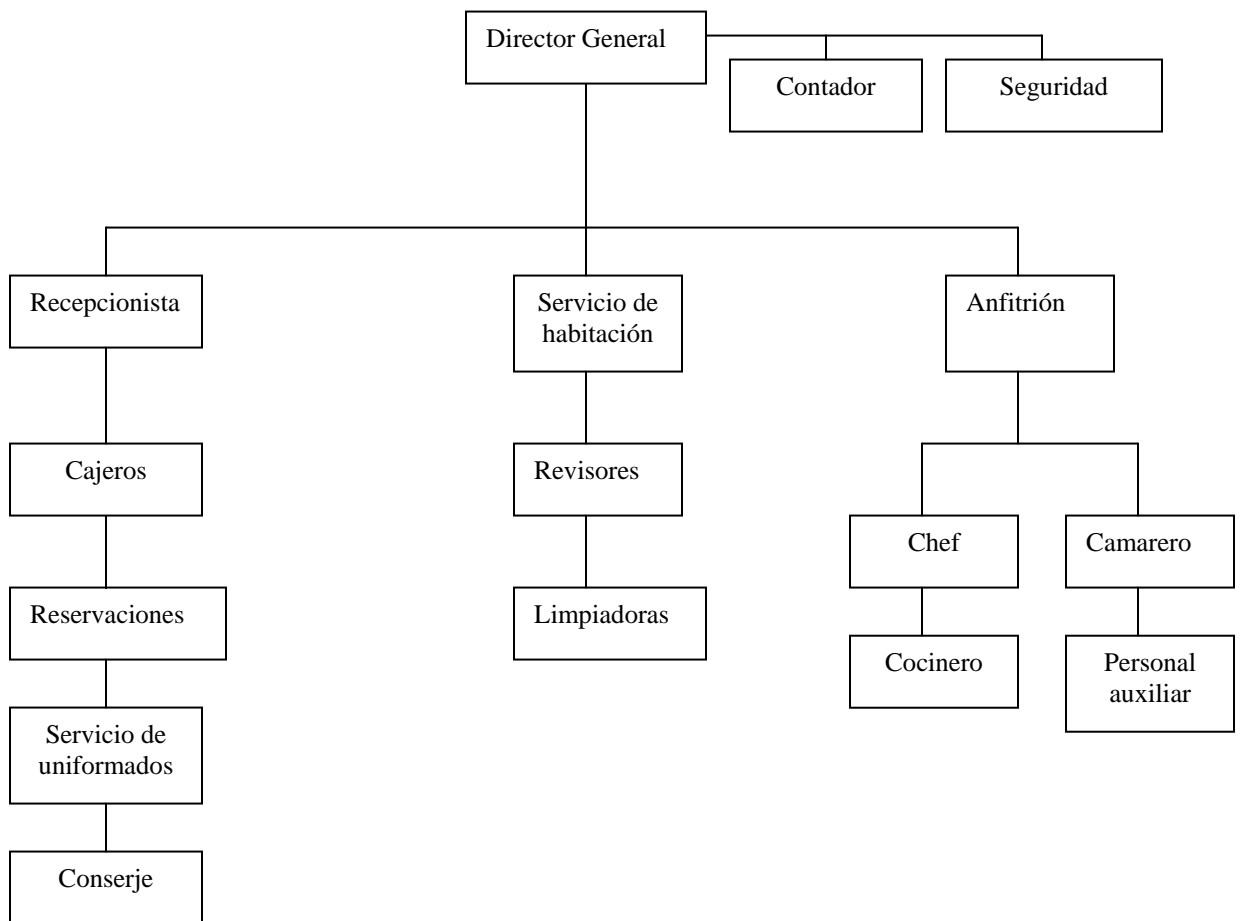 Director General
Contador
Seguridad
Recepcionista
Servicio de
habitación
Anfitrión
Cajeros
Revisores
Chef
Camarero
Reservaciones
Limpiadoras
Cocinero
Personal
auxiliar
Servicio de
uniformados
Conserje